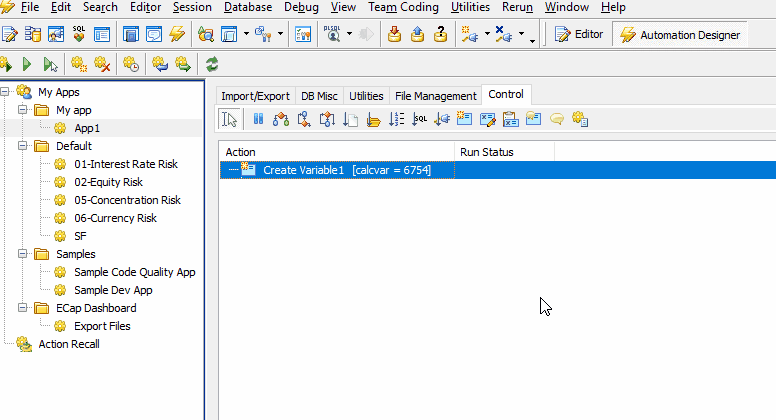 File Edit Search Editor Session Database Debug View Team Coding Utilities Rerun Window Help
SQL PLSQL Editor Automation Designer
My Apps
My app
App1
Default
01-Interest Rate Risk
02-Equity Risk
05-Concentration Risk
06-Currency Risk
SF
Samples
Sample Code Quality App
Sample Dev App
ECap Dashboard
Export Files
Action Recall
Import/Export DB Misc Utilities File Management Control
SQL
Action Run Status
Create Variable1 [calcvar = 6754]